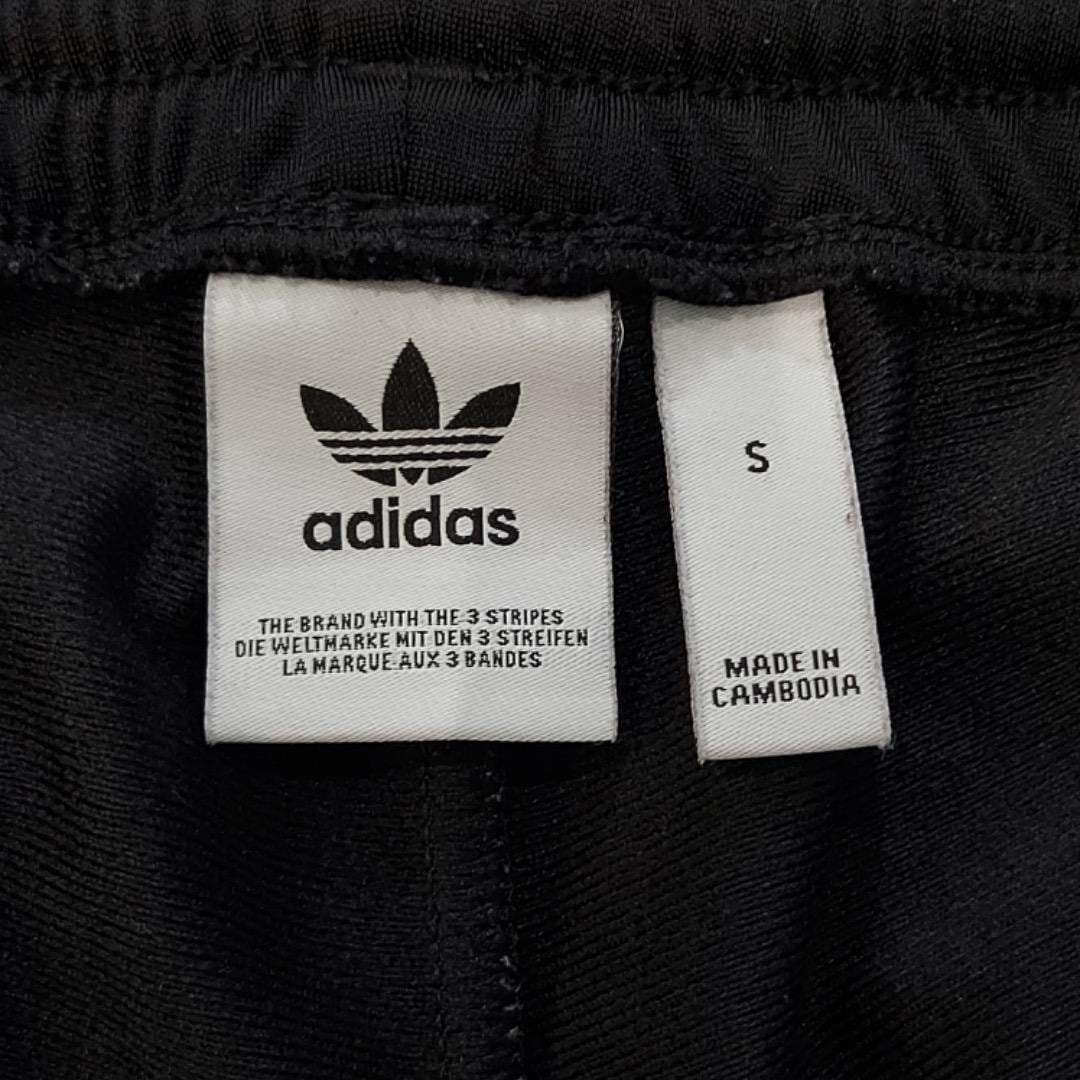 adidas
THE BRAND WITH THE 3 STRIPES
DIE WELTMARKE MIT DEN 3 STREIFEN
LA MARQUE AUX 3 BANDES
S
MADE IN
CAMBODIA